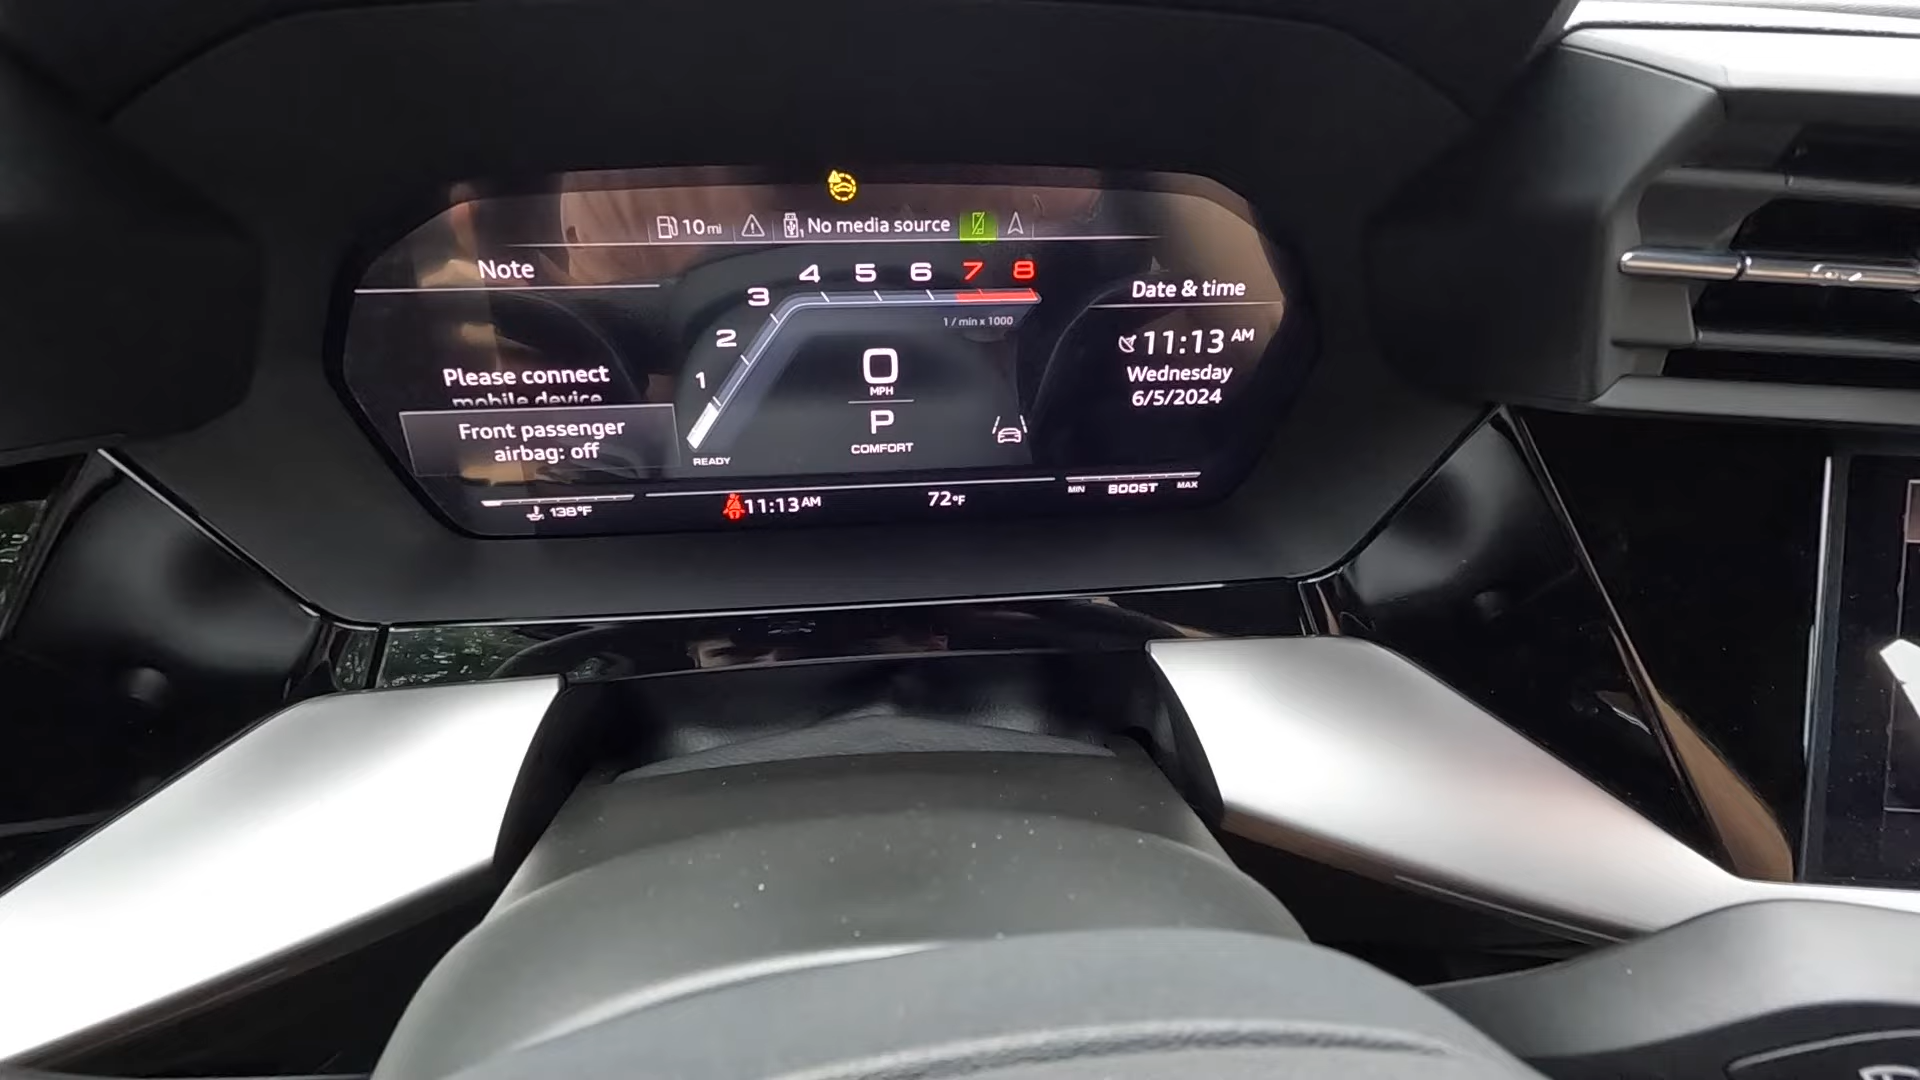 10 mi
No media source
Note
4 5 6 7 8
3
2
1
1 / min x 1000
Date & time
11:13 AM
Wednesday
6/5/2024
Please connect
mobile device
Front passenger
airbag: off
0
MPH
P
COMFORT
READY
138°F
11:13 AM
72°F
MIN BOOST MAX